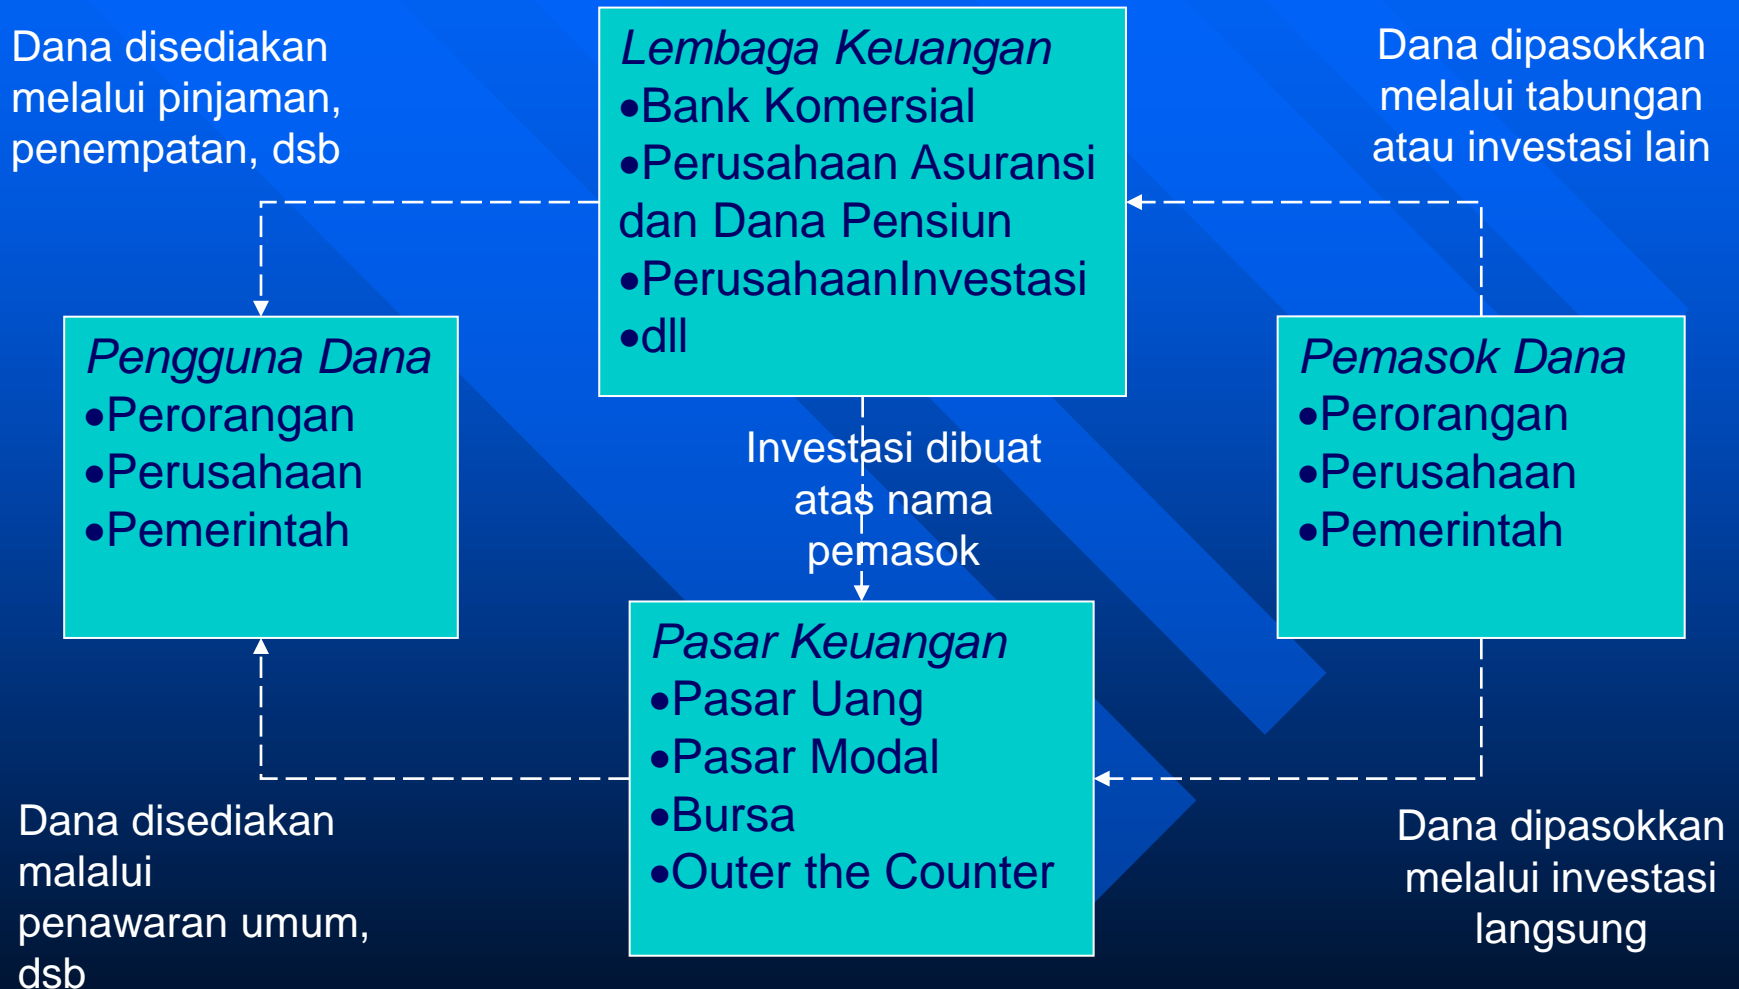 Dana disediakan
melalui pinjaman,
penempatan, dsb
Lembaga Keuangan
•Bank Komersial
•Perusahaan Asuransi
dan Dana Pensiun
•PerusahaanInvestasi
•dll
Dana dipasokkan
melalui tabungan
atau investasi lain
Pengguna Dana
•Perorangan
•Perusahaan
•Pemerintah
Investasi dibuat
atas nama
pemasok
Pemasok Dana
•Perorangan
•Perusahaan
•Pemerintah
Pasar Keuangan
•Pasar Uang
•Pasar Modal
•Bursa
•Outer the Counter
Dana disediakan
malalui
penawaran umum,
dsb
Dana dipasokkan
melalui investasi
langsung